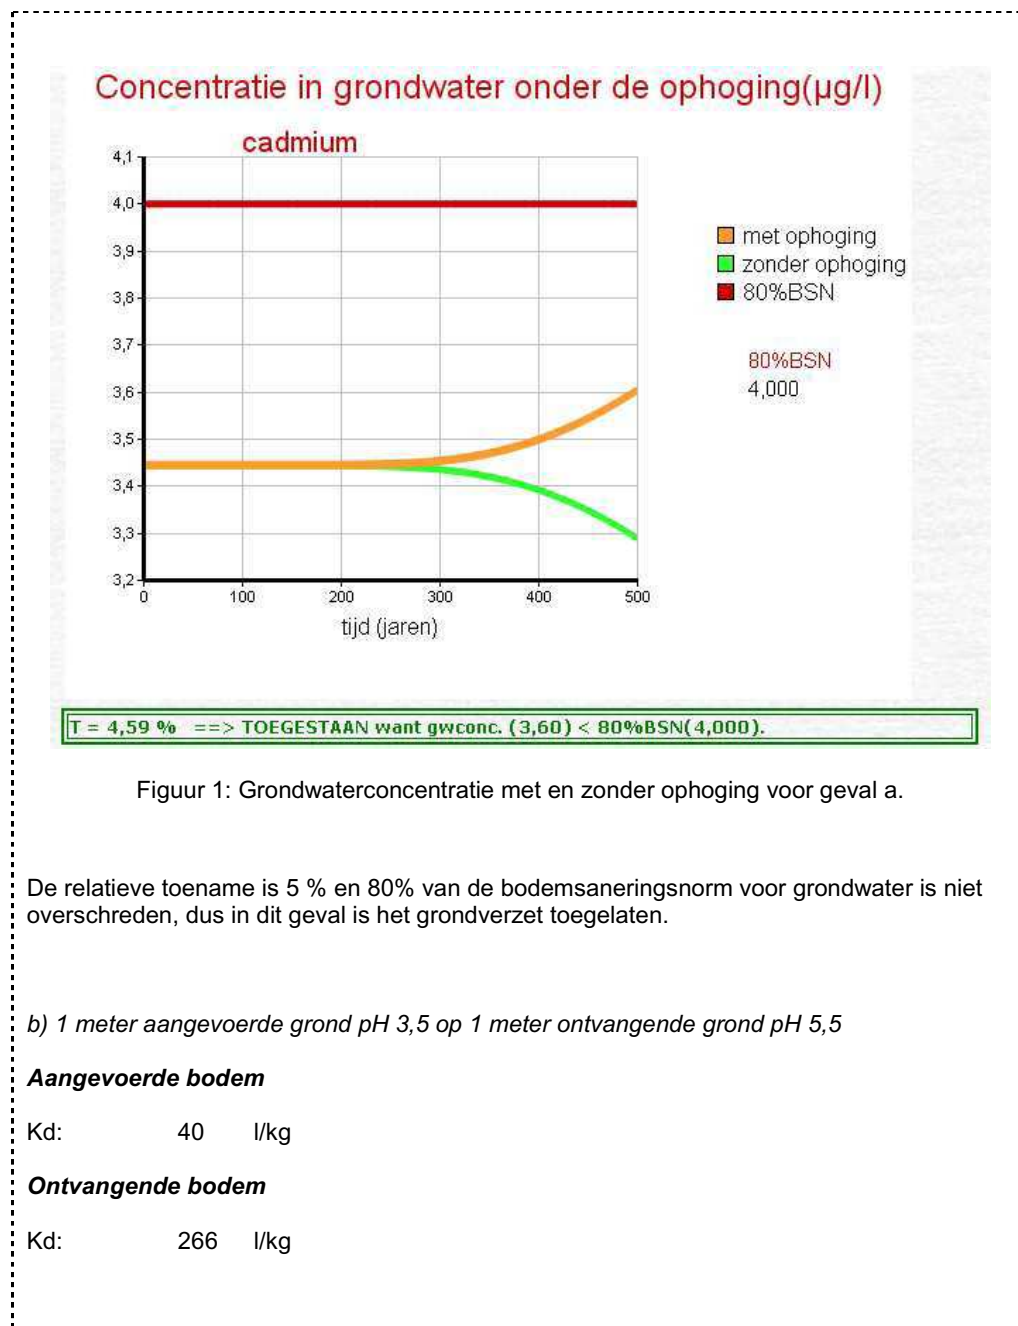 Concentratie in grondwater onder de ophoging(µg/l)
cadmium
4,1
4,0
3,9
3,8
3,7
3,6
3,5
3,4
3,3
3,2
0 100 200 300 400 500
tijd (jaren)
met ophoging
zonder ophoging
80%BSN
80%BSN
4,000
T = 4,59 % ==> TOEGESTAAN want gwconc. (3,60) < 80%BSN(4,000).
Figuur 1: Grondwaterconcentratie met en zonder ophoging voor geval a.
De relatieve toename is 5 % en 80% van de bodemsaneringsnorm voor grondwater is niet
overschreden, dus in dit geval is het grondverzet toegelaten.
b) 1 meter aangevoerde grond pH 3,5 op 1 meter ontvangende grond pH 5,5
Aangevoerde bodem
Kd: 40 l/kg
Ontvangende bodem
Kd: 266 l/kg